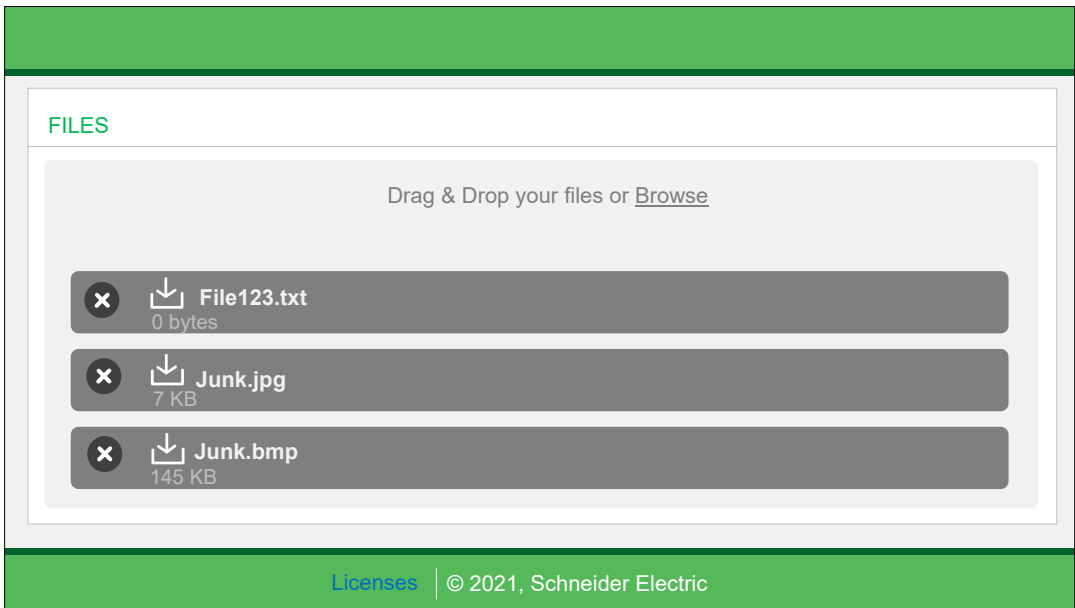 FILES
Drag & Drop your files or Browse
File123.txt
0 bytes
Junk.jpg
7 KB
Junk.bmp
145 KB
Licenses © 2021, Schneider Electric